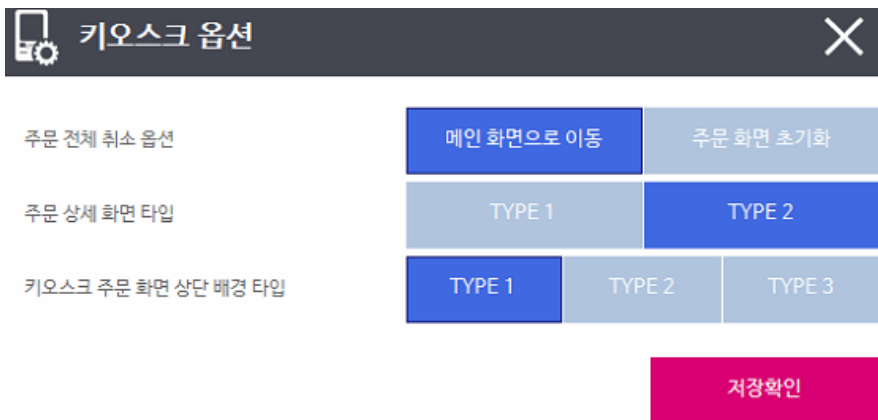 키오스크 옵션
주문 전체 취소 옵션 메인 화면으로 이동 주문 화면 초기화
주문 상세 화면 타입 TYPE 1 TYPE 2
키오스크 주문 화면 상단 배경 타입 TYPE 1 TYPE 2 TYPE 3
저장확인